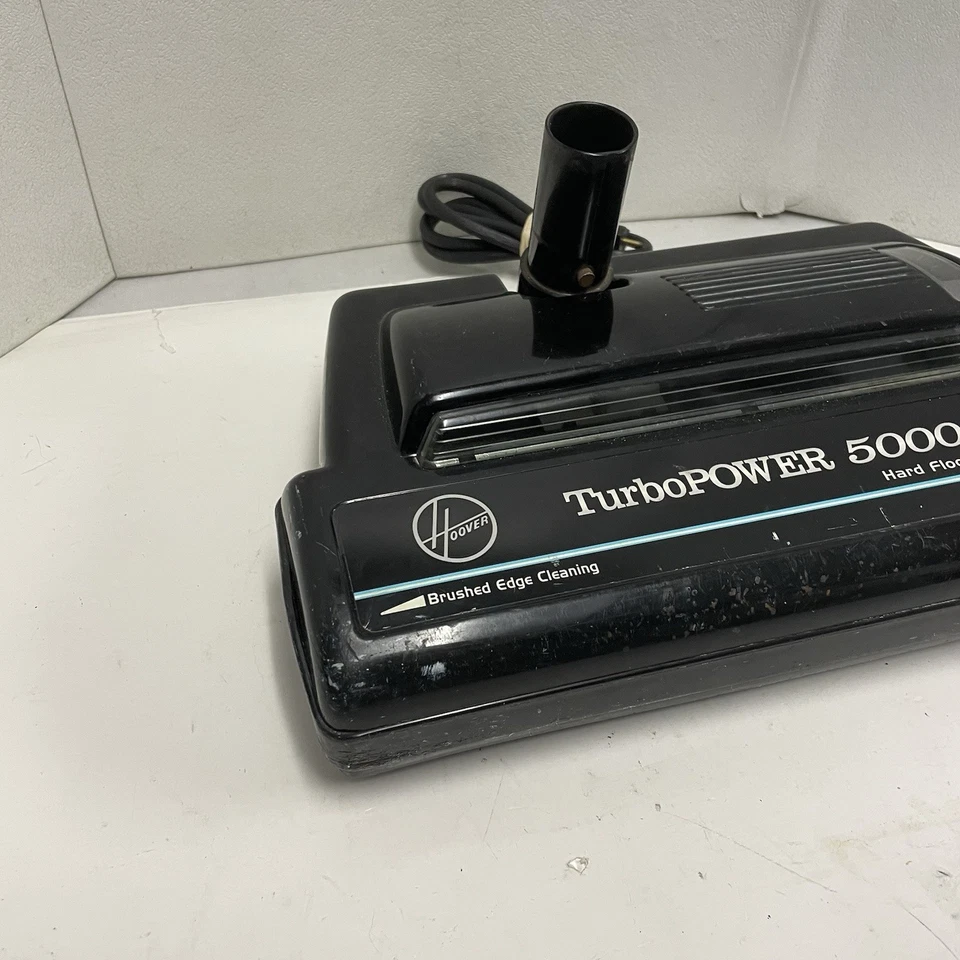 TurboPOWER 5000
Hard Floo
HOOVER
Brushed Edge Cleaning